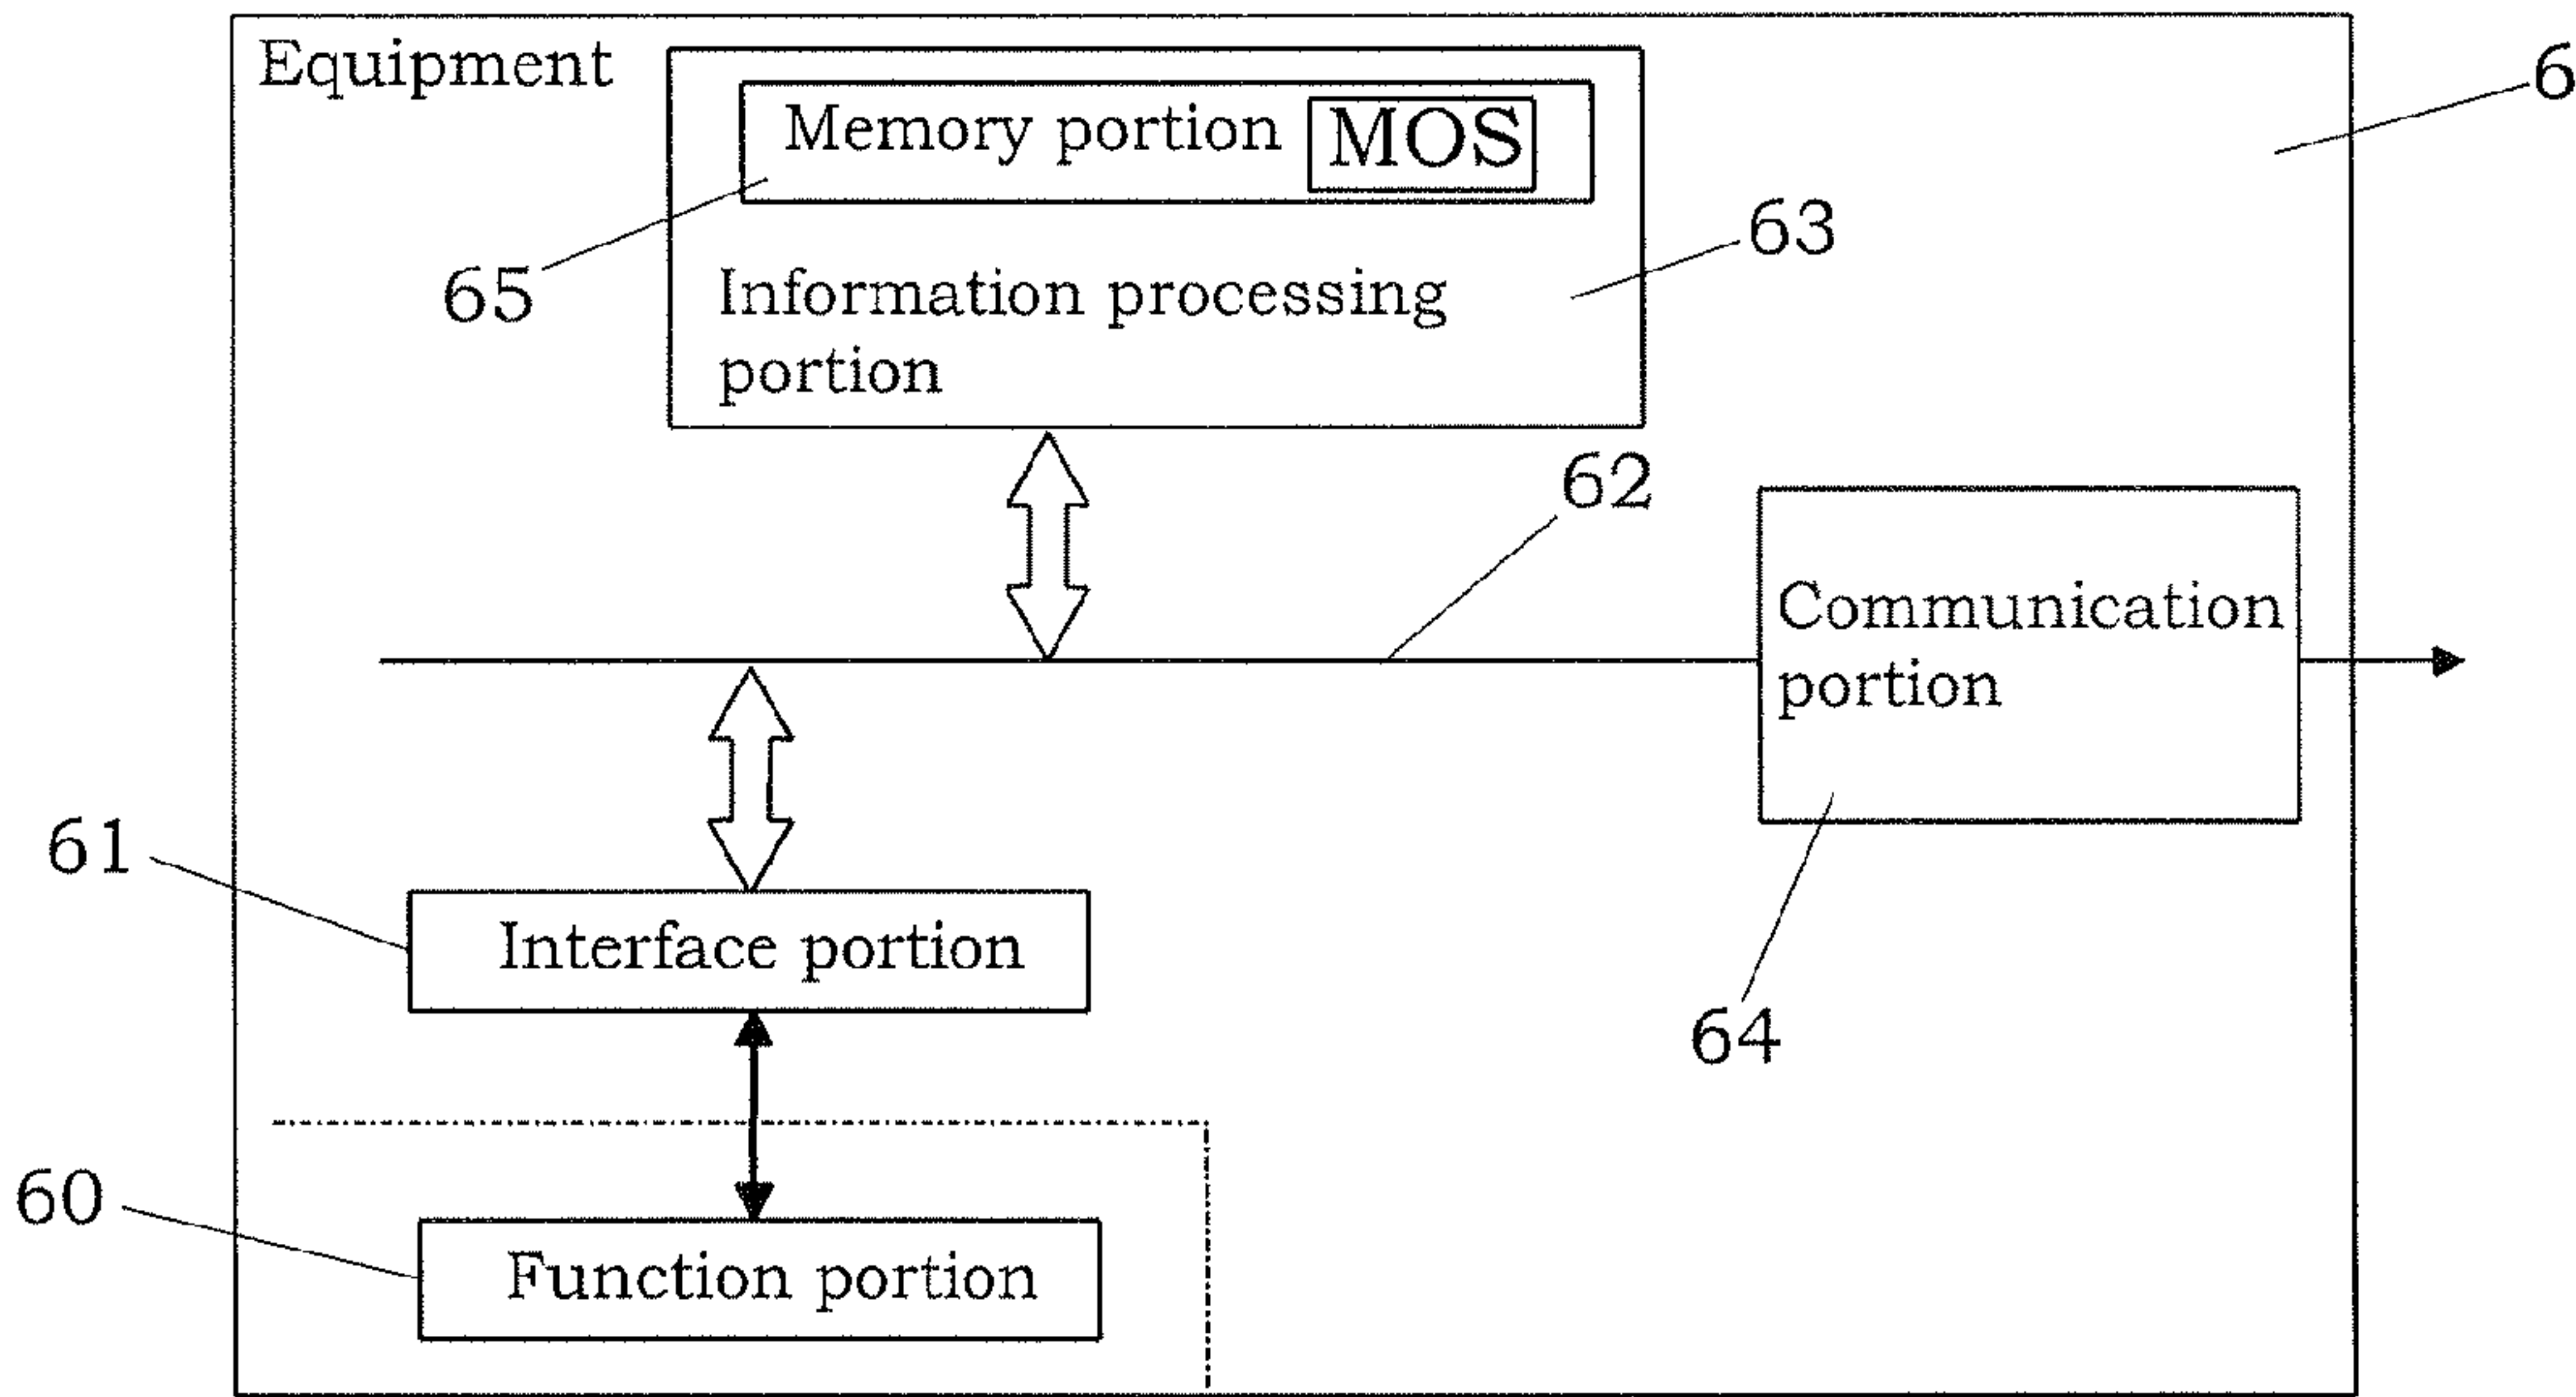 Equipment
6
Memory portion MOS
65
63
Information processing
portion
62
Communication
portion
61
Interface portion
64
60
Function portion